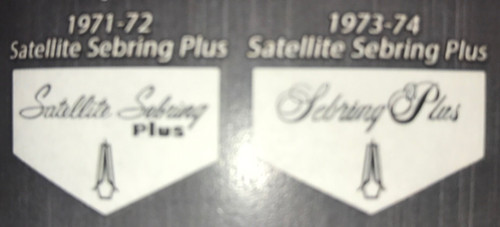 1971-72
Satellite Sebring Plus
Satellite Sebring
Plus
1973-74
Satellite Sebring Plus
Sebring Plus